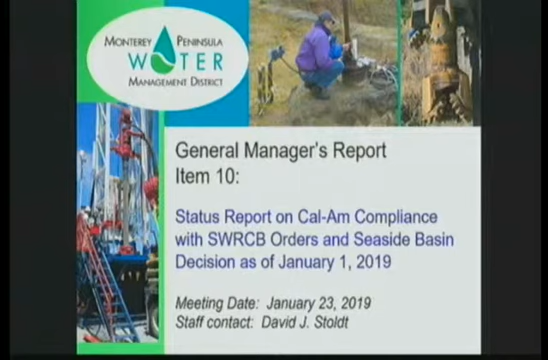 MONTEREY PENINSULA
WATER
MANAGEMENT DISTRICT
General Manager's Report
Item 10:
Status Report on Cal-Am Compliance
with SWRCB Orders and Seaside Basin
Decision as of January 1, 2019
Meeting Date: January 23, 2019
Staff contact: David J. Stoldt